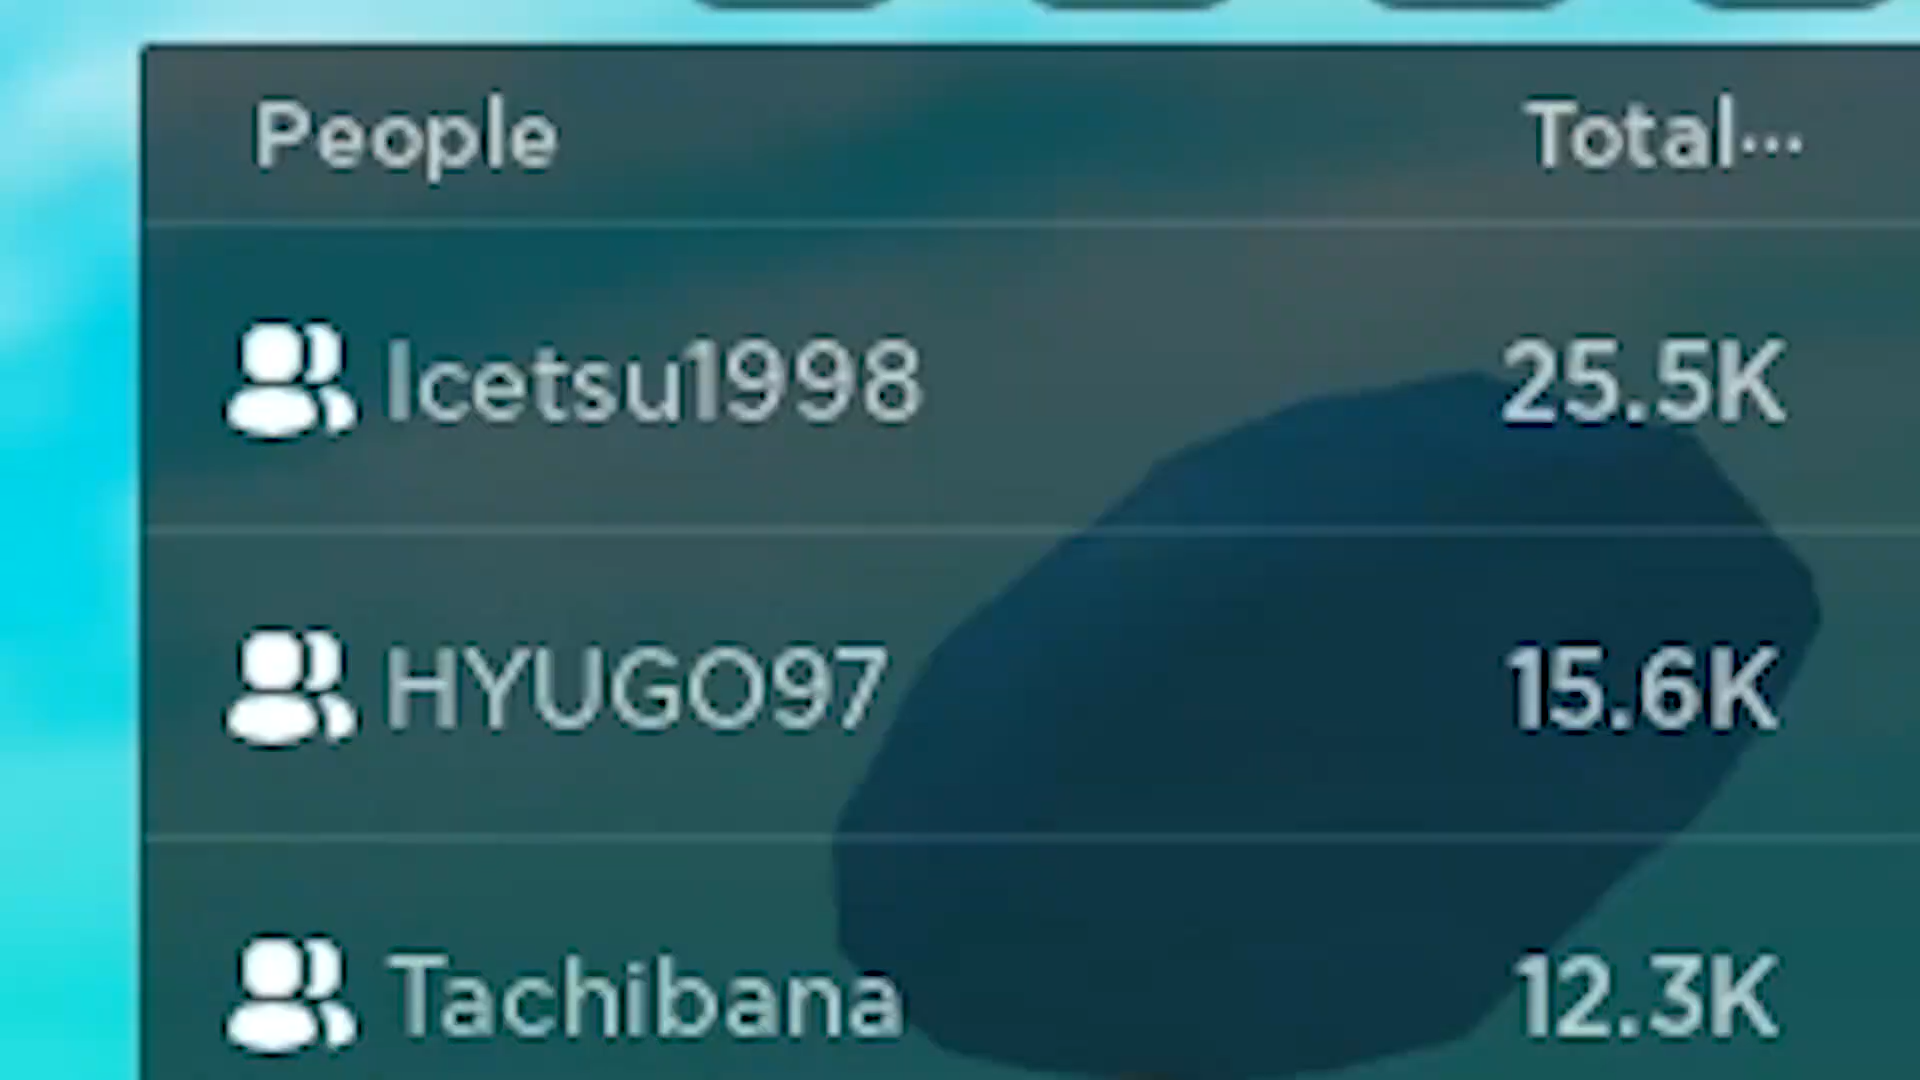 People Total...
Icetsu1998 25.5K
HYUGO97 15.6K
Tachibana 12.3K